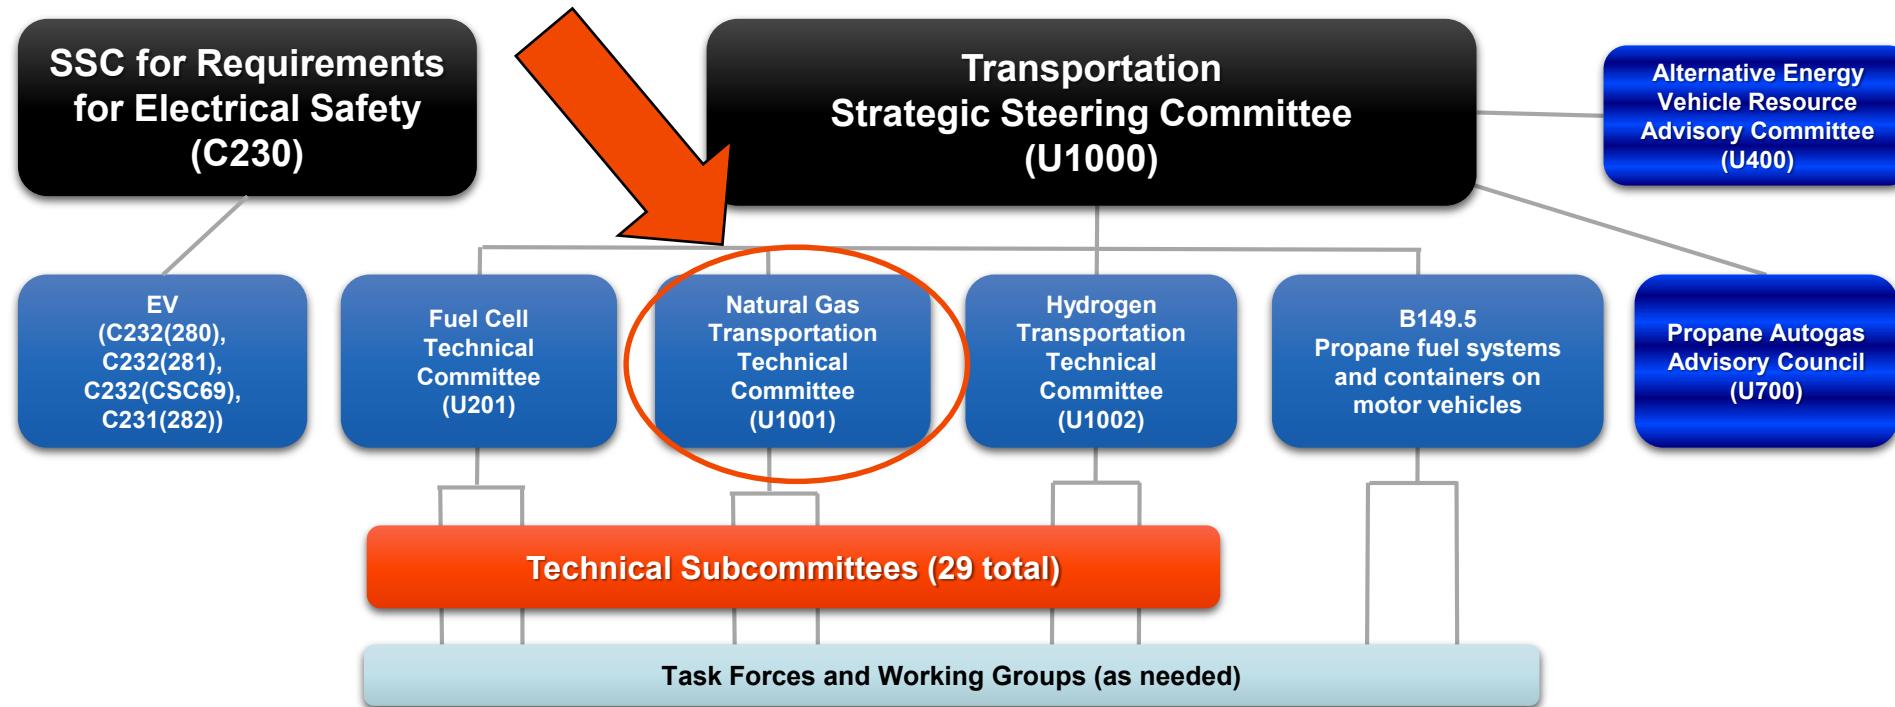 SSC for Requirements
for Electrical Safety
(C230)
Transportation
Strategic Steering Committee
(U1000)
Alternative Energy
Vehicle Resource
Advisory Committee
(U400)
EV
(C232(280),
C232(281),
C232(CSC69),
C231(282))
Fuel Cell
Technical
Committee
(U201)
Natural Gas
Transportation
Technical
Committee
(U1001)
Hydrogen
Transportation
Technical
Committee
(U1002)
B149.5
Propane fuel systems
and containers on
motor vehicles
Propane Autogas
Advisory Council
(U700)
Technical Subcommittees (29 total)
Task Forces and Working Groups (as needed)